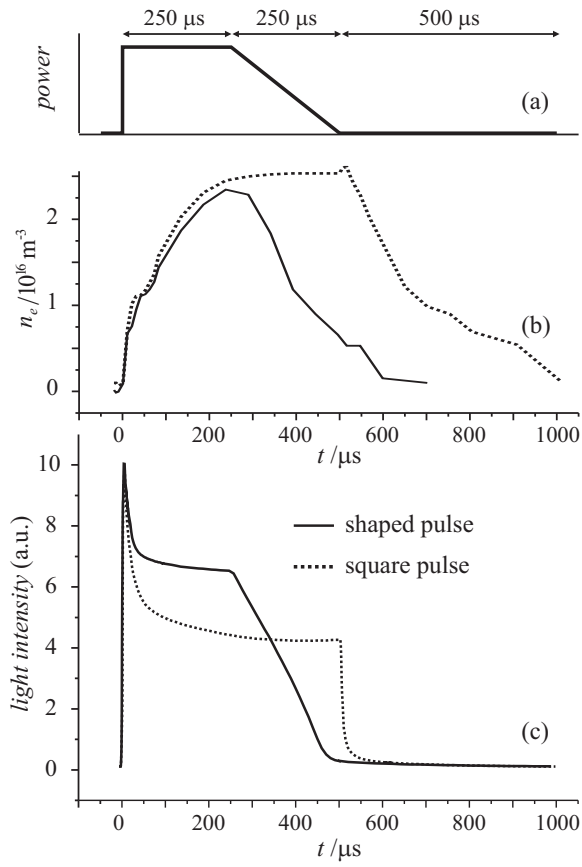 250 µs 250 µs 500 µs
power
(a)
n_e /10^16 m^-3
2
1
0
(b)
0 200 400 600 800 1000
t /µs
light intensity (a.u.)
10
8
6
4
2
0
shaped pulse
square pulse
(c)
0 200 400 600 800 1000
t /µs